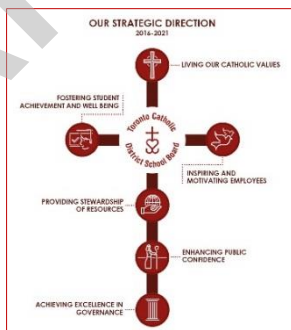 OUR STRATEGIC DIRECTION
2016-2021
LIVING OUR CATHOLIC VALUES
FOSTERING STUDENT
ACHIEVEMENT AND WELL BEING
Toronto Catholic
District School Board
INSPIRING AND
MOTIVATING EMPLOYEES
PROVIDING STEWARDSHIP
OF RESOURCES
ENHANCING PUBLIC
CONFIDENCE
ACHIEVING EXCELLENCE IN
GOVERNANCE